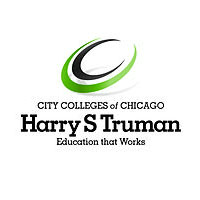 CITY COLLEGES of CHICAGO
Harry S Truman
Education that Works